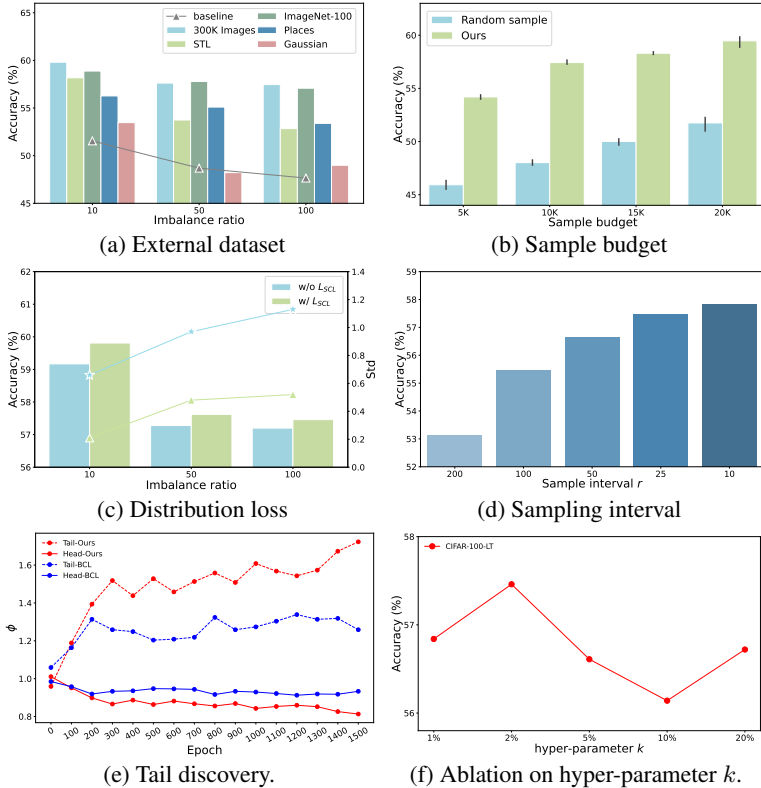 baseline
300K Images
STL
ImageNet-100
Places
Gaussian
Accuracy (%)
60
55
50
45
10 50 100
Imbalance ratio
(a) External dataset
Random sample
Ours
Accuracy (%)
60
55
50
45
5K 10K 15K 20K
Sample budget
(b) Sample budget
w/o L_SCL
w/ L_SCL
Accuracy (%)
62
61
60
59
58
57
56
Std
1.4
1.2
1.0
0.8
0.6
0.4
0.2
0.0
10 50 100
Imbalance ratio
(c) Distribution loss
Accuracy (%)
59
58
57
56
55
54
53
52
200 100 50 25 10
Sample interval r
(d) Sampling interval
Tail-Ours
Head-Ours
Tail-BCL
Head-BCL
ϕ
1.6
1.4
1.2
1.0
0.8
0 100 200 300 400 500 600 700 800 900 1000 1100 1200 1300 1400 1500
Epoch
(e) Tail discovery.
CIFAR-100-LT
Accuracy (%)
58
57
56
1% 2% 5% 10% 20%
hyper-parameter k
(f) Ablation on hyper-parameter k.